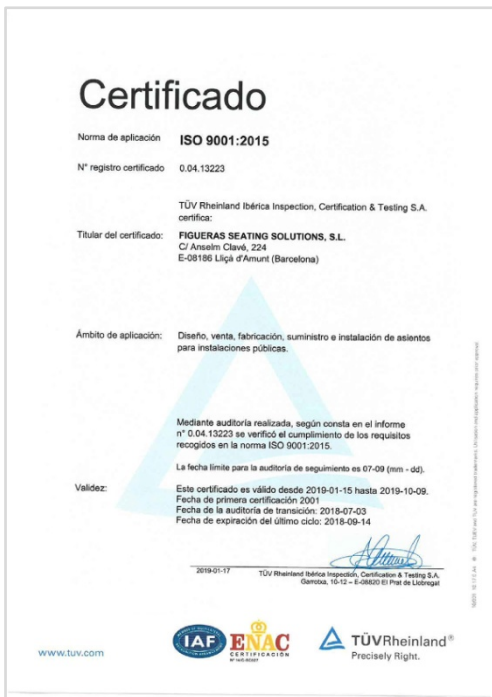 Certificado
Norma de aplicación ISO 9001:2015
N° registro certificado 0.04.13223
TÜV Rheinland Ibérica Inspection, Certification & Testing S.A.
certifica:
Titular del certificado: FIGUERAS SEATING SOLUTIONS, S.L.
C/ Anselm Clavé, 224
E-08186 Lliçà d'Amunt (Barcelona)
Ámbito de aplicación: Diseño, venta, fabricación, suministro e instalación de asientos
para instalaciones públicas.
Mediante auditoría realizada, según consta en el informe
n° 0.04.13223 se verificó el cumplimiento de los requisitos
recogidos en la norma ISO 9001:2015.
La fecha límite para la auditoría de seguimiento es 07-09 (mm - dd).
Validez: Este certificado es válido desde 2019-01-15 hasta 2019-10-09.
Fecha de primera certificación 2001
Fecha de la auditoría de transición: 2018-07-03
Fecha de expiración del último ciclo: 2018-09-14
2019-01-17
TÜV Rheinland Ibérica Inspection, Certification & Testing S.A.
Garrotxa, 10-12 – E-08820 El Prat de Llobregat
www.tuv.com
IAF
ENAC
CERTIFICACIÓN
TÜVRheinland®
Precisely Right.